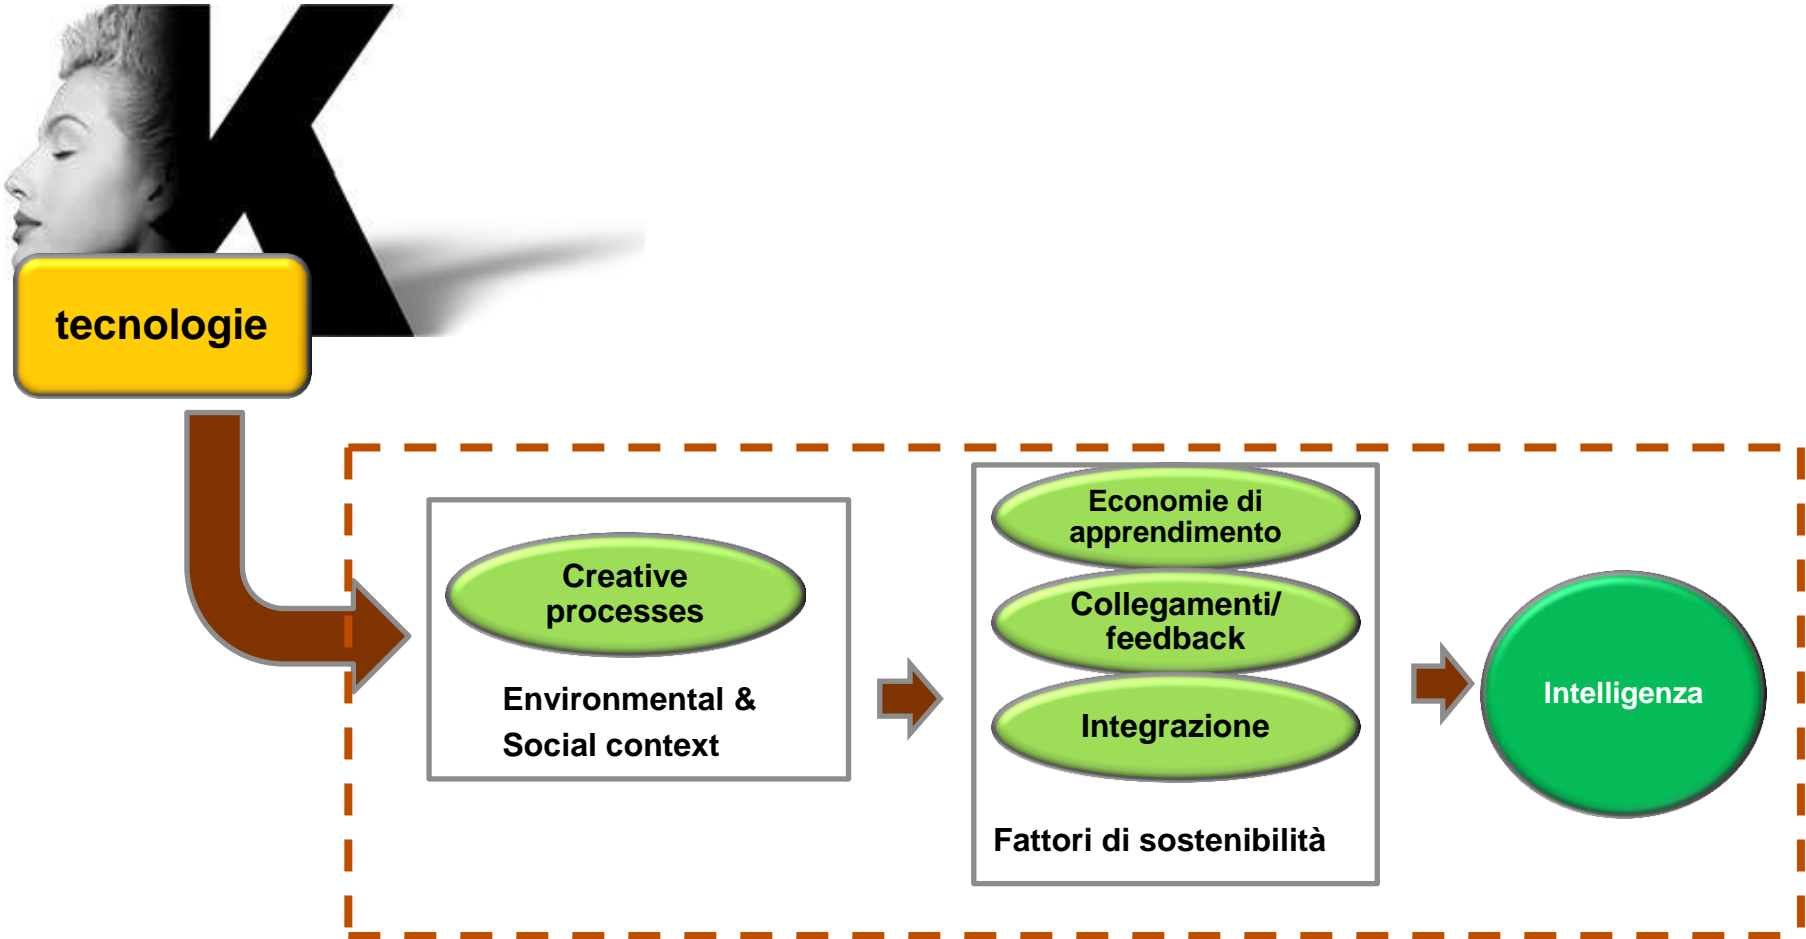 K
tecnologie
Creative
processes
Environmental &
Social context
Economie di
apprendimento
Collegamenti/
feedback
Integrazione
Fattori di sostenibilità
Intelligenza